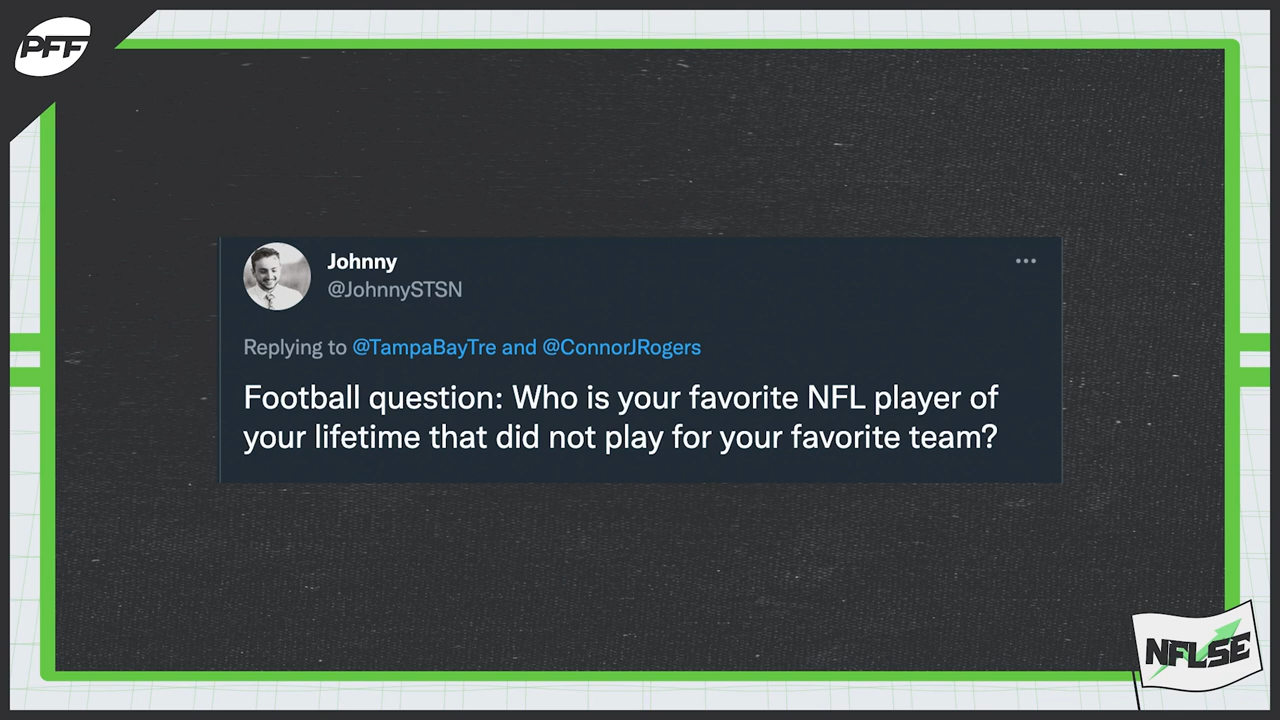 PFF
Johnny
@JohnnySTSN
Replying to @TampaBayTre and @ConnorJRogers
Football question: Who is your favorite NFL player of
your lifetime that did not play for your favorite team?
NFLSE